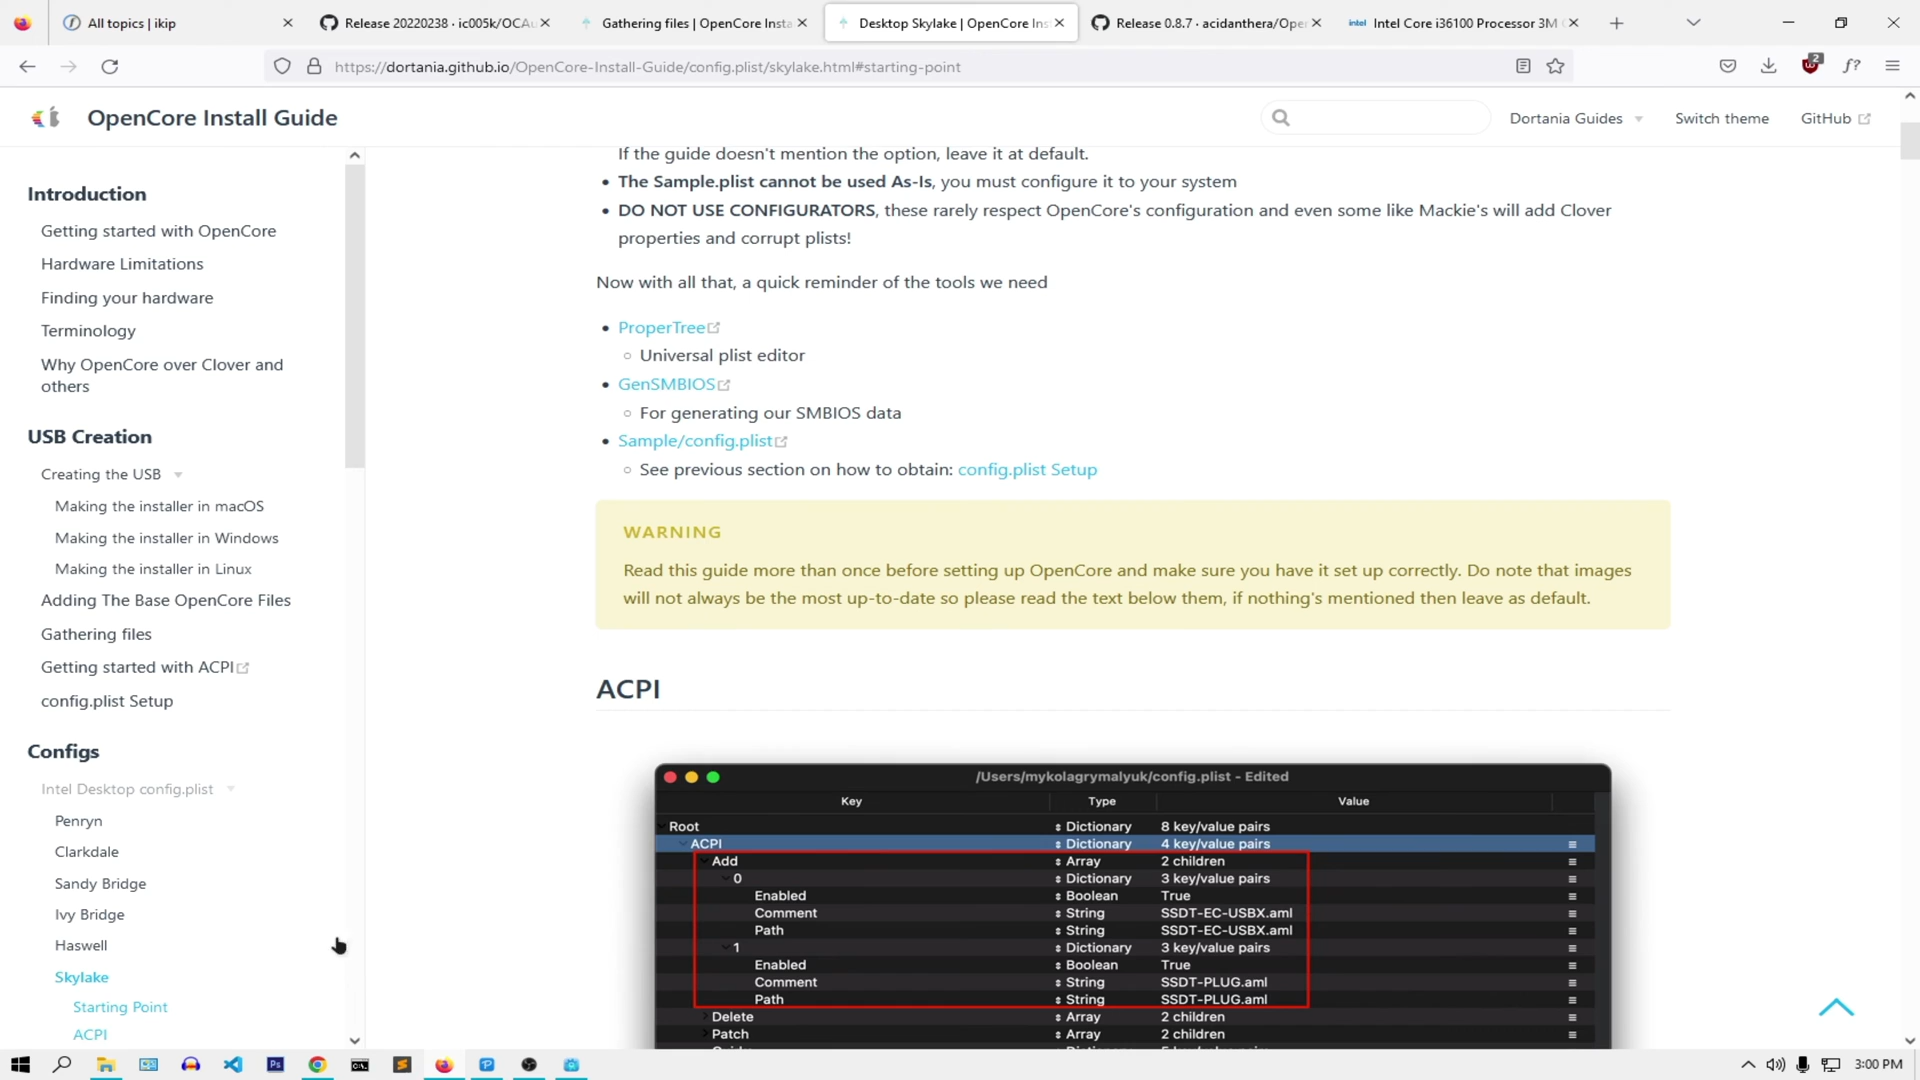 All topics | ikip
Release 20220238 · ic005k/OCAu
Gathering files | OpenCore Insta
Desktop Skylake | OpenCore Ins
Release 0.8.7 · acidanthera/Ope
intel Intel Core i36100 Processor 3M C
https://dortania.github.io/OpenCore-Install-Guide/config.plist/skylake.html#starting-point
2
f?
OpenCore Install Guide
Dortania Guides
Switch theme
GitHub
Introduction
Getting started with OpenCore
Hardware Limitations
Finding your hardware
Terminology
Why OpenCore over Clover and
others
USB Creation
Creating the USB
Making the installer in macOS
Making the installer in Windows
Making the installer in Linux
Adding The Base OpenCore Files
Gathering files
Getting started with ACPI
config.plist Setup
Configs
Intel Desktop config.plist
Penryn
Clarkdale
Sandy Bridge
Ivy Bridge
Haswell
Skylake
Starting Point
ACPI
If the guide doesn't mention the option, leave it at default.
• The Sample.plist cannot be used As-Is, you must configure it to your system
• DO NOT USE CONFIGURATORS, these rarely respect OpenCore's configuration and even some like Mackie's will add Clover
properties and corrupt plists!
Now with all that, a quick reminder of the tools we need
• ProperTree
○ Universal plist editor
• GenSMBIOS
○ For generating our SMBIOS data
• Sample/config.plist
○ See previous section on how to obtain: config.plist Setup
WARNING
Read this guide more than once before setting up OpenCore and make sure you have it set up correctly. Do note that images
will not always be the most up-to-date so please read the text below them, if nothing's mentioned then leave as default.
ACPI
/Users/mykolagrymalyuk/config.plist - Edited
Key Type Value
Root Dictionary 8 key/value pairs
ACPI Dictionary 4 key/value pairs
Add Array 2 children
0 Dictionary 3 key/value pairs
Enabled Boolean True
Comment String SSDT-EC-USBX.aml
Path String SSDT-EC-USBX.aml
1 Dictionary 3 key/value pairs
Enabled Boolean True
Comment String SSDT-PLUG.aml
Path String SSDT-PLUG.aml
Delete Array 2 children
Patch Array 2 children
3:00 PM